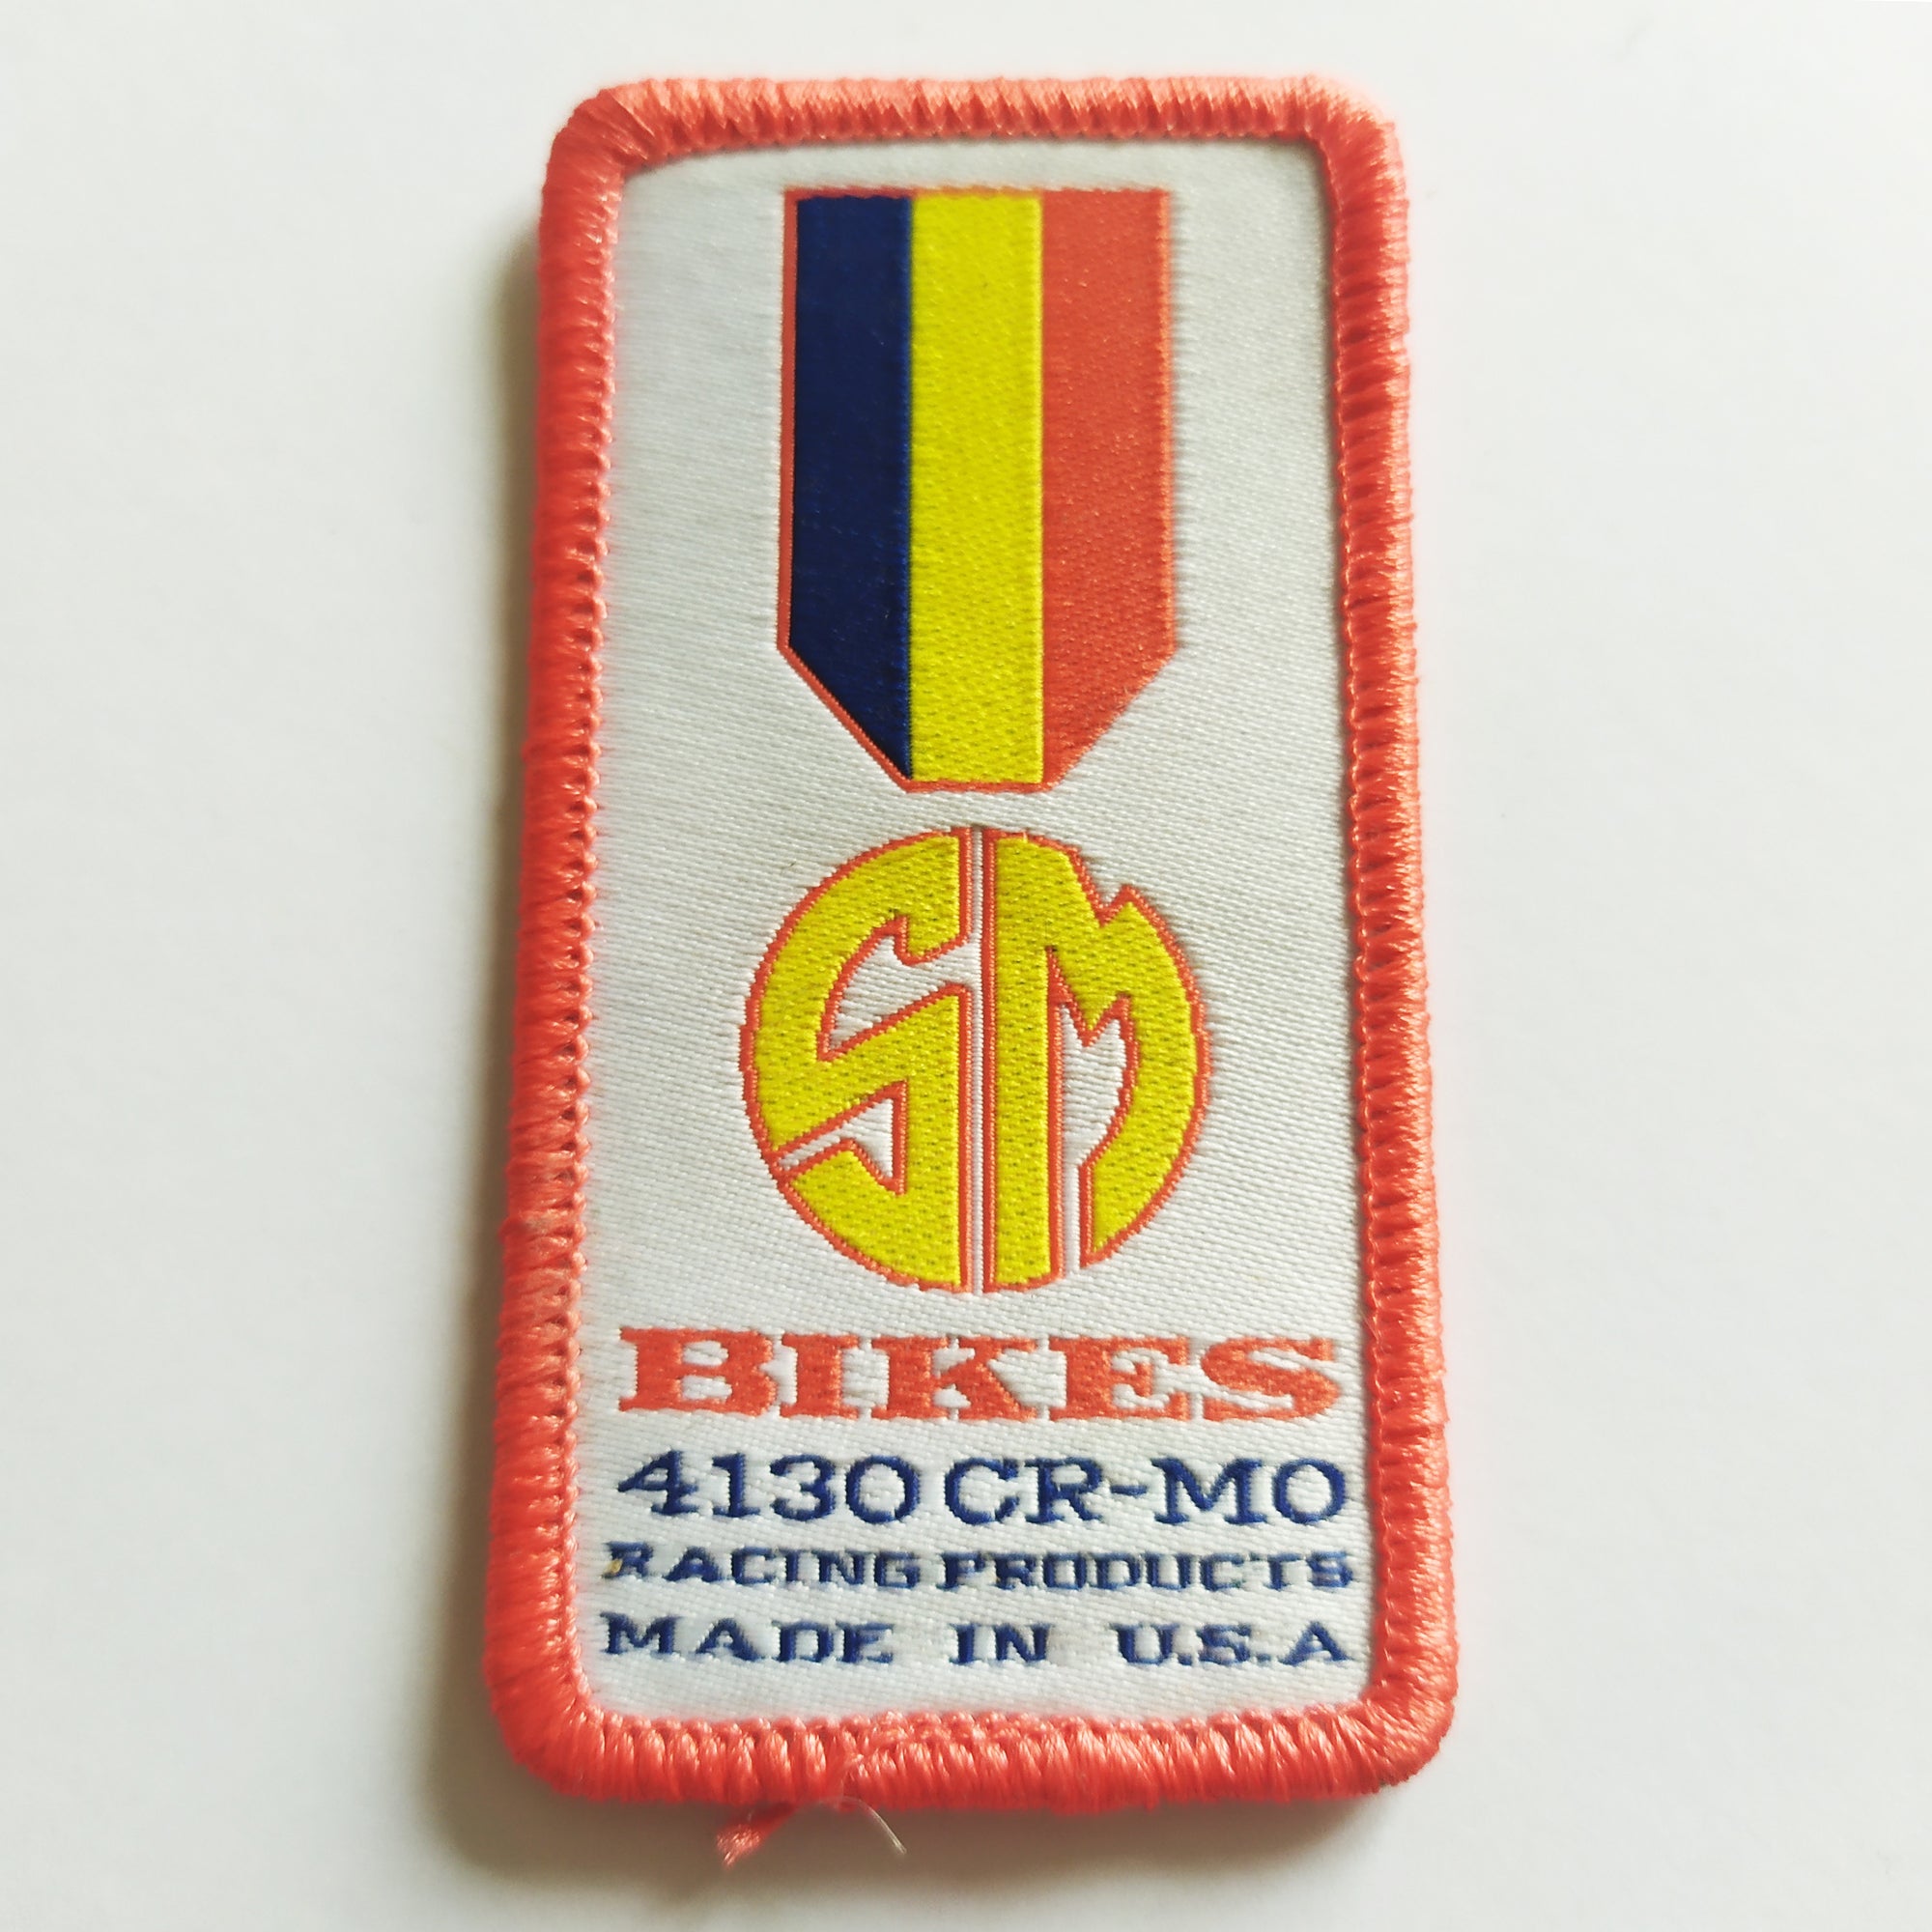 SM
BIKES
4130 CR-MO
RACING PRODUCTS
MADE IN U.S.A